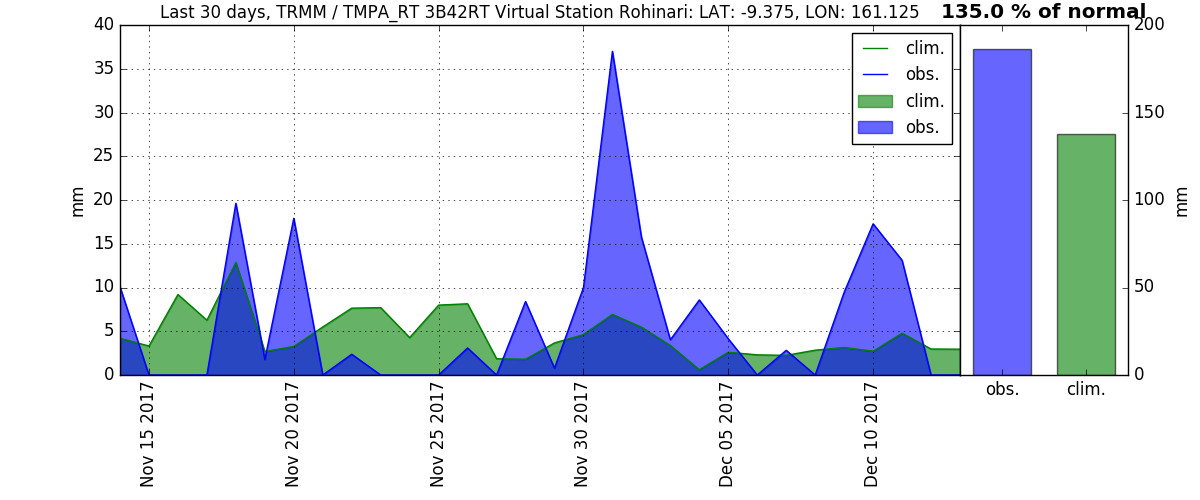 Last 30 days, TRMM / TMPA_RT 3B42RT Virtual Station Rohinari: LAT: -9.375, LON: 161.125
135.0 % of normal
40
35
30
25
20
15
10
5
0
mm
clim.
obs.
clim.
obs.
Nov 15 2017
Nov 20 2017
Nov 25 2017
Nov 30 2017
Dec 05 2017
Dec 10 2017
200
150
100
50
0
mm
obs.
clim.